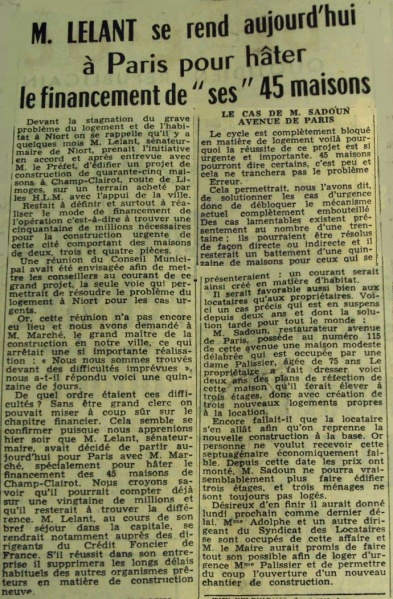 M. LELANT se rend aujourd'hui
à Paris pour hâter
le financement de "ses" 45 maisons
Devant la stagnation du grave
problème du logement et de l'habi-
tat à Niort on se rappelle qu'il y a
quelques mois M. Lelant, sénateur-
maire de Niort, prenait l'initiative
en accord et après entrevue avec
M. le Préfet, d'édifier un projet de
construction de quarante-cinq mai-
sons à Champ-Clairot, route de Li-
moges, sur un terrain acheté par
les H.L.M. avec l'appui de la ville.
Restait à définir et surtout à réa-
liser le mode de financement de
l'opération c'est-à-dire à trouver une
cinquantaine de millions nécessaires
pour la construction urgente de
cette cité comportant des maisons
de deux, trois et quatre pièces.
Une réunion du Conseil Munici-
pal avait été envisagée afin de met-
tre les conseillers au courant de ce
grand projet, la seule voie qui per-
mettrait de résoudre le problème du
logement à Niort pour les cas ur-
gents.
Or, cette réunion n'a pas encore
eu lieu et nous avons demandé à
M. Marché, le grand maître de la
construction en notre ville, ce qui
arrêtait une si importante réalisa-
tion : « Nous nous sommes trouvés
devant des difficultés imprévues »,
nous a-t-il répondu voici une quin-
zaine de jours.
De quel ordre étaient ces dif-
ficultés ? Sans être grand clerc on
pouvait miser à coup sûr sur le
chapitre financier. Cela semble se
confirmer puisque nous apprenions
hier soir que M. Lelant, sénateur-
maire, avait décidé de partir au-
jourd'hui pour Paris avec M. Mar-
ché, spécialement pour hâter le
financement des 45 maisons de
Champ-Clairot. Nous croyons sa-
voir qu'il pourrait compter déjà
sur une vingtaine de millions et
qu'il resterait à trouver la diffé-
rence. M. Lelant, au cours de son
bref séjour dans la capitale, se
rendrait notamment auprès des di-
rigeants du Crédit Foncier de
France. S'il réussit dans son entre-
prise il supprimera les longs délais
habituels des autres organismes prê-
teurs en matière de construction
neuve.
LE CAS DE M. SADOUN
AVENUE DE PARIS
Le cycle est complètement bloqué
en matière de logement voilà pour-
quoi la réussite de ce projet est si
urgente et importante. 45 maisons
pourront dire certains, c'est peu et
cela ne tranchera pas le problème
Erreur.
Cela permettrait, nous l'avons dit,
de solutionner les cas d'urgence
donc de débloquer le mécanisme
actuel complètement embouteillé
Des cas lamentables existent pré-
sentement au nombre d'une tren-
taine; ils pourraient être résolus
de façon directe ou indirecte et il
resterait un battement d'une quin-
zaine de maisons pour ceux qui se
présenteraient : un courant serait
ainsi créé en matière d'habitat.
Il serait favorable aussi bien aux
locataires qu'aux propriétaires. Voi-
ci un cas précis qui est en suspens
depuis deux ans et dont la solu-
tion tarde pour tout le monde :
M. Sadoun, restaurateur avenue
de Paris, possède au numéro 115
de cette avenue une maison modeste
délabrée qui est occupée par une
dame Palissier, âgée de 75 ans Le
propriétaire a fait dresser, voici
deux ans des plans de réfection de
cette maison qu'il ferait élever à
trois étages, donc avec création de
trois nouveaux logements propres
à la location.
Encore fallait-il que la locataire
s'en allât afin qu'on reprenne la
nouvelle construction à la base. Or
personne ne voulut recevoir cette
septuagénaire économiquement fai-
ble. Depuis cette date les prix ont
monté, M. Sadoun ne pourra vrai-
semblablement plus faire édifier
trois étages, et trois ménages ne
sont toujours pas logés.
Désireux d'en finir il aurait donné
lundi prochain comme dernier dé-
lai. Mme Adolphe et un autre diri-
geant du Syndicat des Locataires
se sont occupés de cette affaire et
M. le Maire aurait promis de faire
tout son possible afin de loger d'ur-
gence Mme Palissier et de permettre
du coup l'ouverture d'un nouveau
chantier de construction.